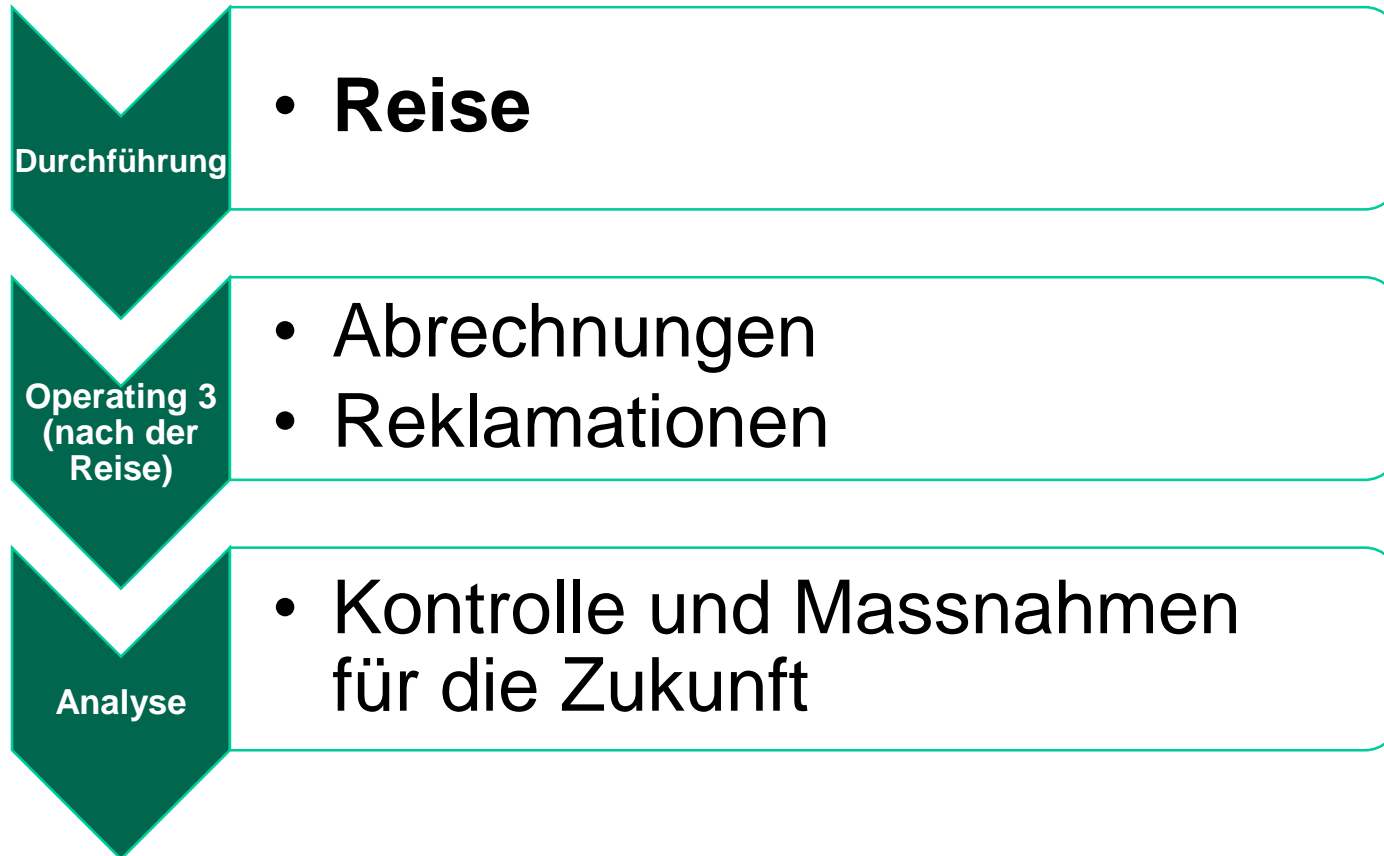 Durchführung
• Reise
Operating 3
(nach der
Reise)
• Abrechnungen
• Reklamationen
Analyse
• Kontrolle und Massnahmen
für die Zukunft